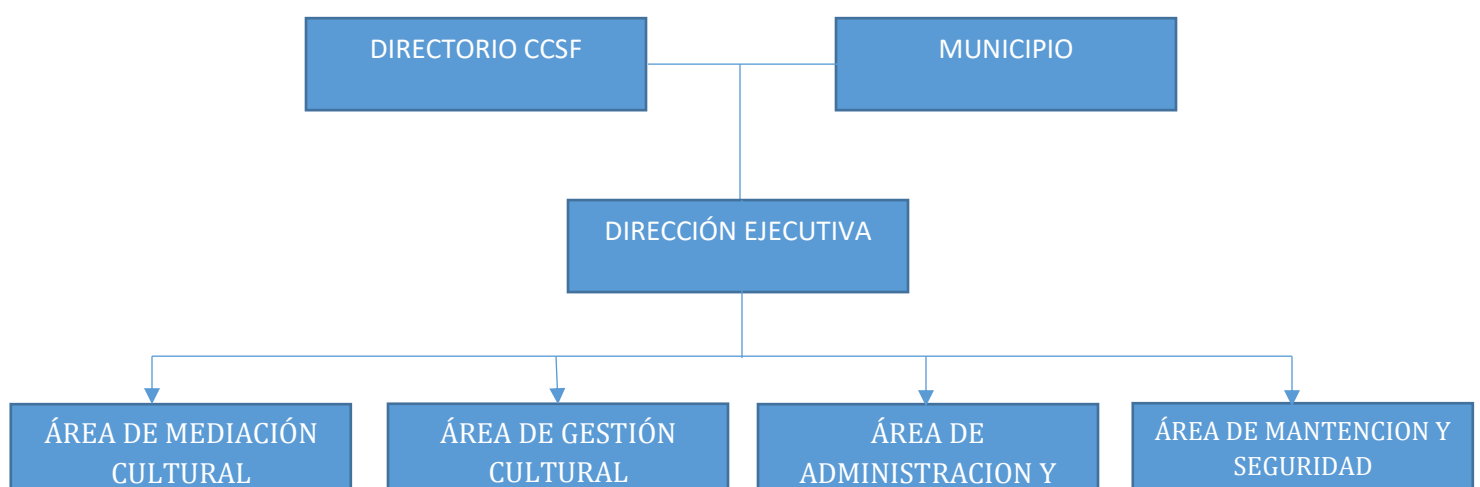 DIRECTORIO CCSF
MUNICIPIO
DIRECCIÓN EJECUTIVA
ÁREA DE MEDIACIÓN
CULTURAL
ÁREA DE GESTIÓN
CULTURAL
ÁREA DE
ADMINISTRACION Y
ÁREA DE MANTENCION Y
SEGURIDAD